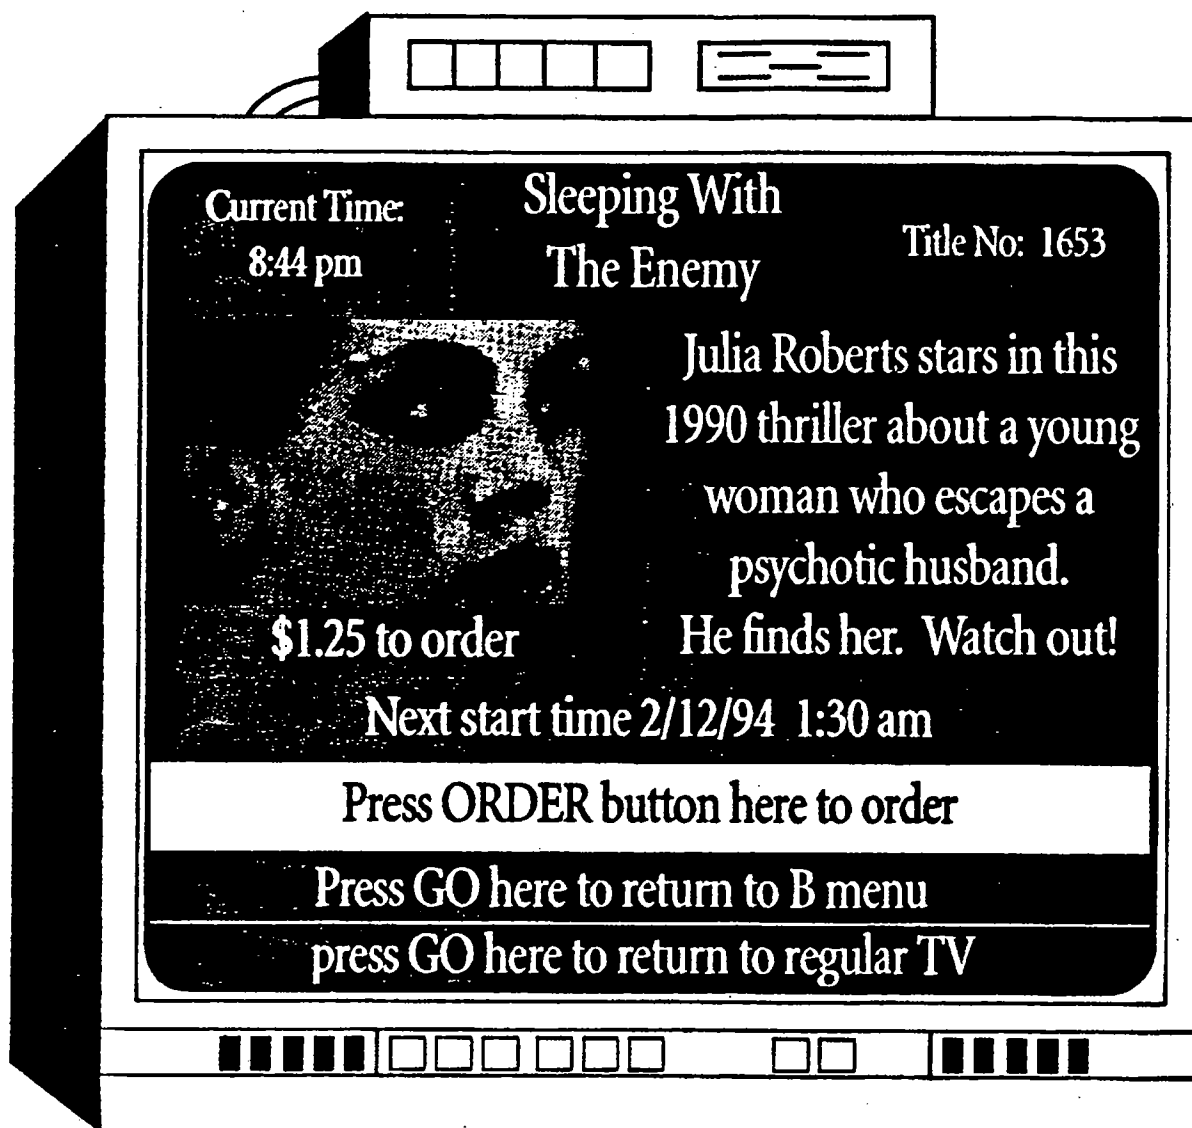 Current Time:
8:44 pm
Sleeping With
The Enemy
Title No: 1653
Julia Roberts stars in this
1990 thriller about a young
woman who escapes a
psychotic husband.
He finds her. Watch out!
$1.25 to order
Next start time 2/12/94 1:30 am
Press ORDER button here to order
Press GO here to return to B menu
press GO here to return to regular TV